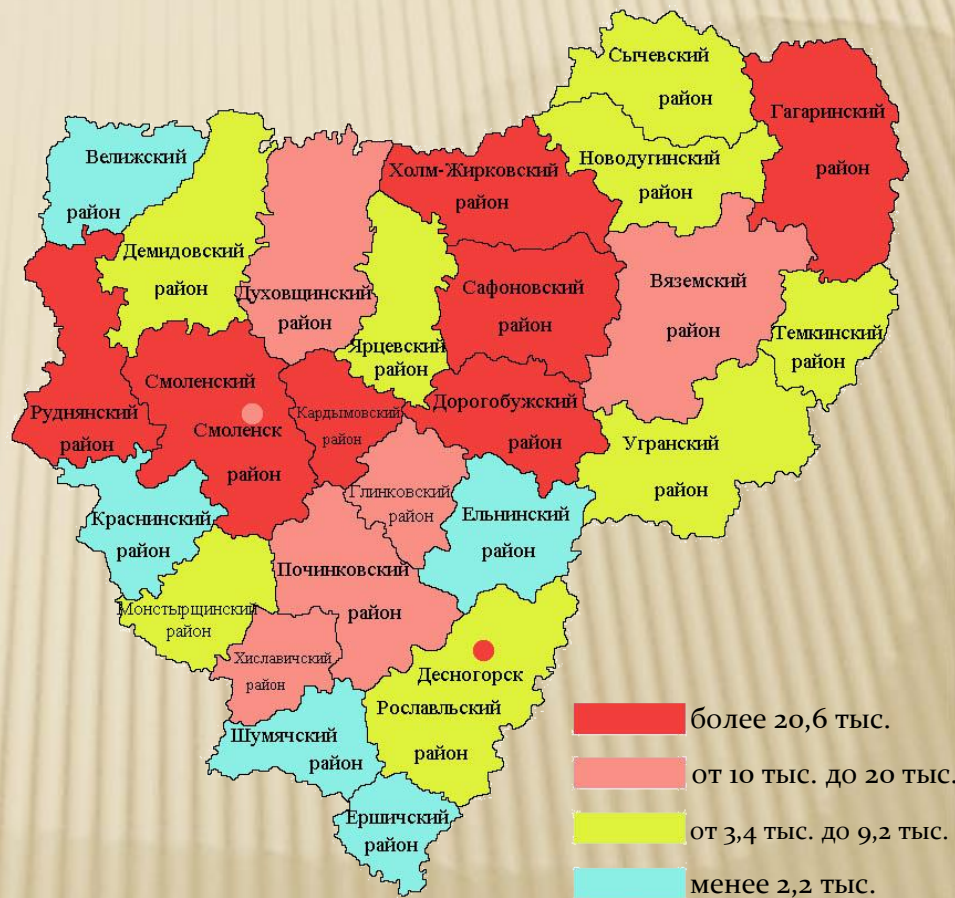 Сычевский
район
Гагаринский
район
Велижский
район
Холм-Жирковский
район
Новодугинский
район
Демидовский
район
Духовщинский
район
Ярцевский
район
Сафоновский
район
Вяземский
район
Темкинский
район
Руднянский
район
Смоленский
Смоленск
район
Кардымовский
район
Дорогобужский
район
Угранский
район
Краснинский
район
Глинковский
район
Ельнинский
район
Монстырщинский
район
Починковский
район
Хиславичский
район
Десногорск
Рославльский
район
Шумячский
район
Ершичский
район
более 20,6 тыс.
от 10 тыс. до 20 тыс.
от 3,4 тыс. до 9,2 тыс.
менее 2,2 тыс.